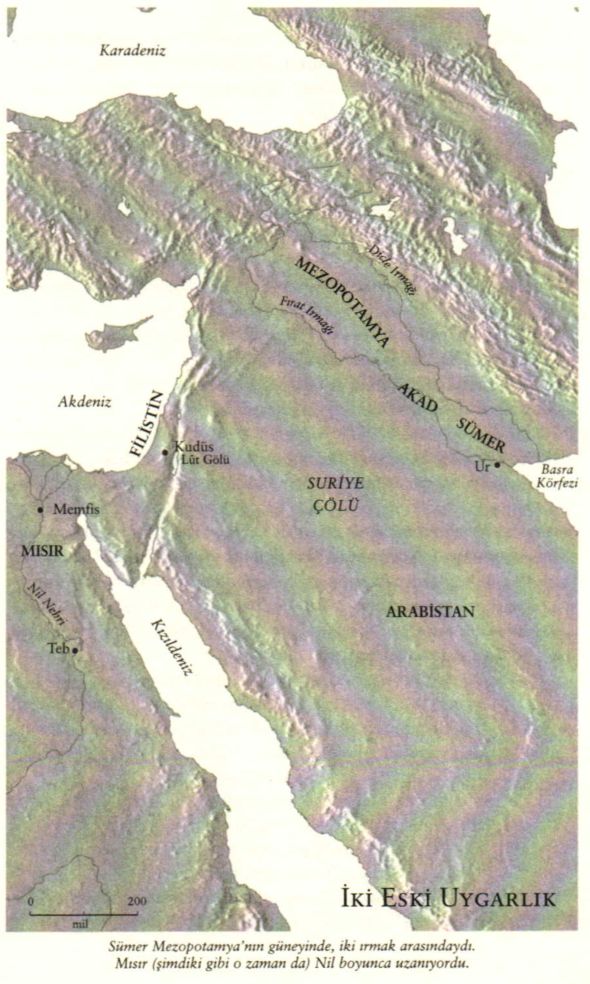 Karadeniz
Dicle Irmağı
MEZOPOTAMYA
Fırat Irmağı
Akdeniz
FİLİSTİN
AKAD
SÜMER
Kudüs
Lût Gölü
Ur
Basra
Körfezi
SURİYE
ÇÖLÜ
Memfis
MISIR
Nil Nehri
ARABİSTAN
Teb
Kızıldeniz
İKİ ESKİ UYGARLIK
0 200
mil
Sümer Mezopotamya'nın güneyinde, iki ırmak arasındaydı.
Mısır (şimdiki gibi o zaman da) Nil boyunca uzanıyordu.